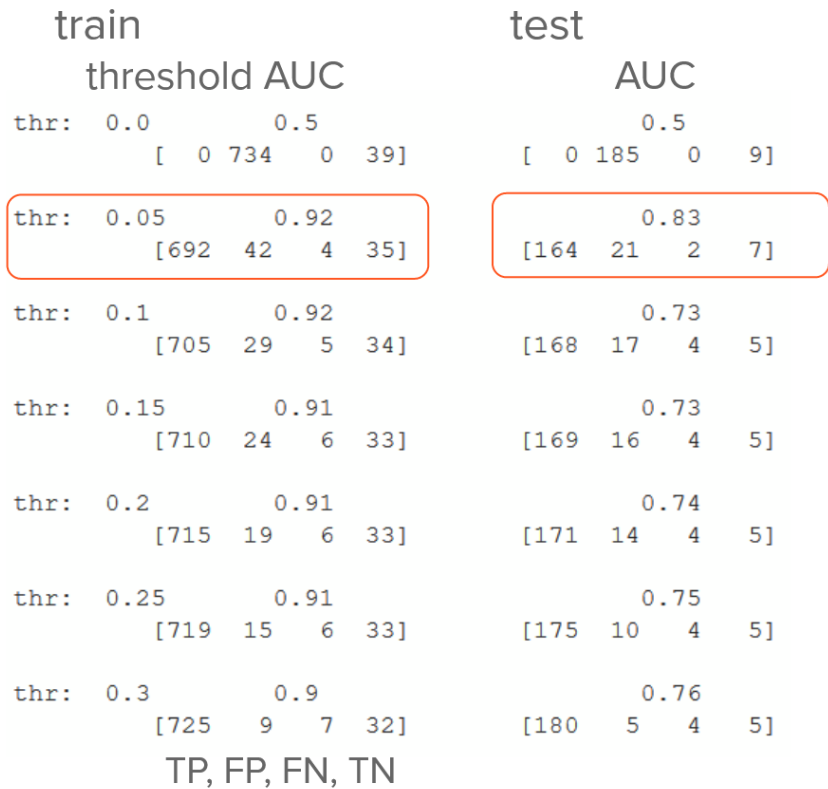 train test
threshold AUC AUC
thr: 0.0 0.5 0.5
[ 0 734 0 39] [ 0 185 0 9]
thr: 0.05 0.92 0.83
[692 42 4 35] [164 21 2 7]
thr: 0.1 0.92 0.73
[705 29 5 34] [168 17 4 5]
thr: 0.15 0.91 0.73
[710 24 6 33] [169 16 4 5]
thr: 0.2 0.91 0.74
[715 19 6 33] [171 14 4 5]
thr: 0.25 0.91 0.75
[719 15 6 33] [175 10 4 5]
thr: 0.3 0.9 0.76
[725 9 7 32] [180 5 4 5]
TP, FP, FN, TN